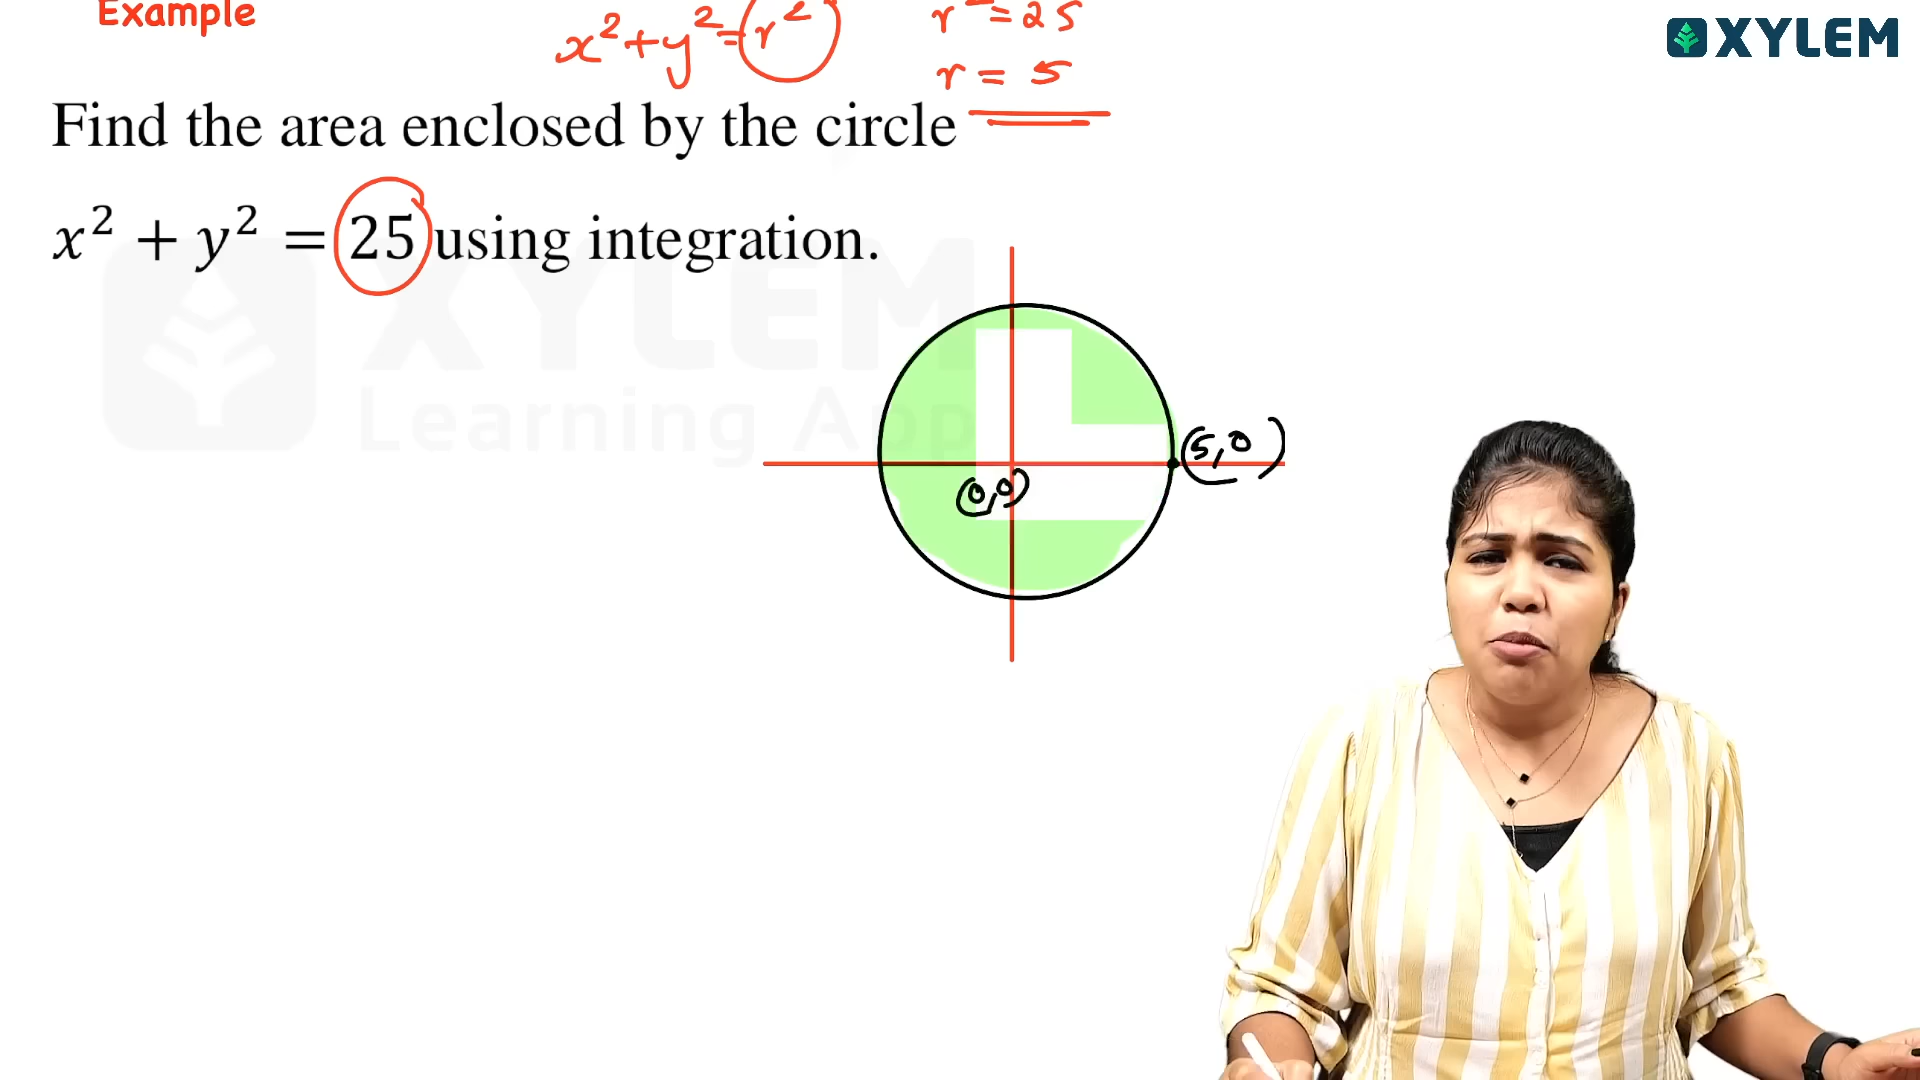 Example
x²+y²=r²
r²=25
r=5
XYLEM
Find the area enclosed by the circle
x² + y² = 25 using integration.
XYLEM
Learning App
(5,0)
(0,0)